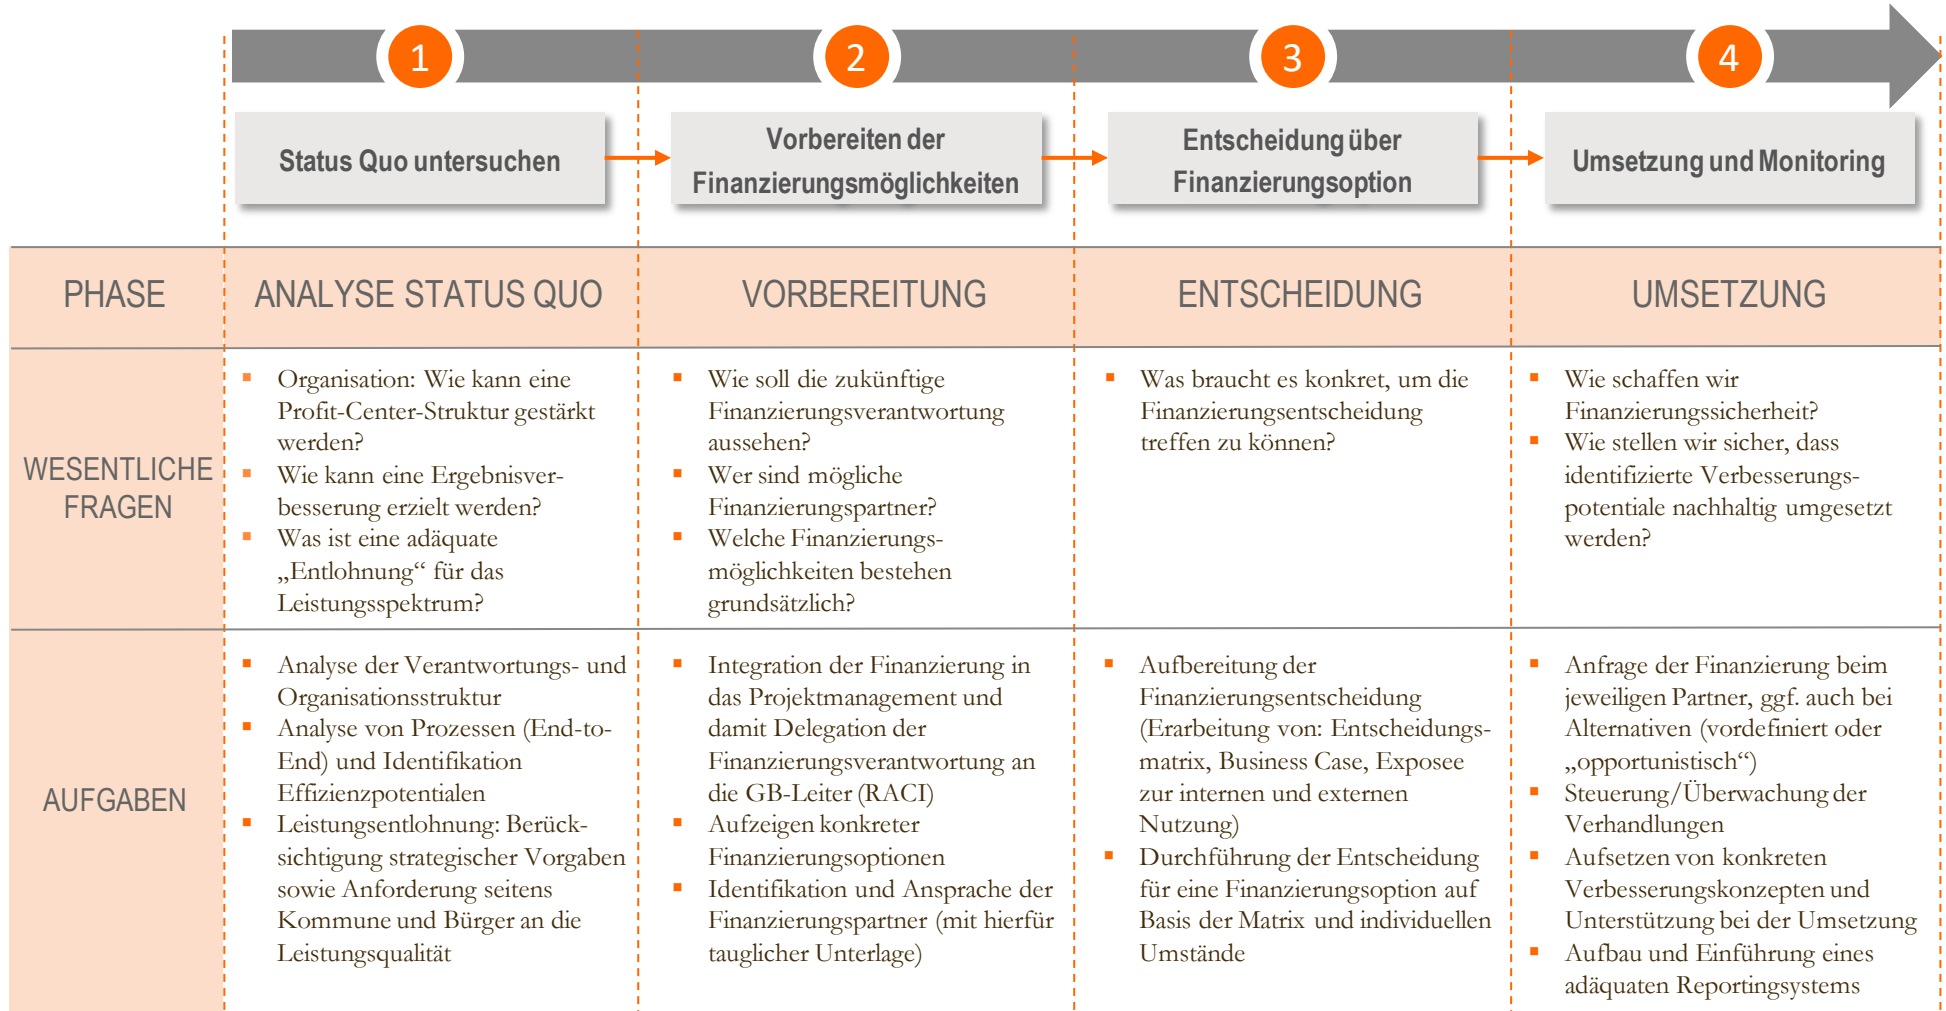 1
2
3
4
Status Quo untersuchen
Vorbereiten der
Finanzierungsmöglichkeiten
Entscheidung über
Finanzierungsoption
Umsetzung und Monitoring
PHASE
ANALYSE STATUS QUO
VORBEREITUNG
ENTSCHEIDUNG
UMSETZUNG
WESENTLICHE
FRAGEN
▪ Organisation: Wie kann eine
Profit-Center-Struktur gestärkt
werden?
▪ Wie kann eine Ergebnisver-
besserung erzielt werden?
▪ Was ist eine adäquate
„Entlohnung“ für das
Leistungsspektrum?
▪ Wie soll die zukünftige
Finanzierungsverantwortung
aussehen?
▪ Wer sind mögliche
Finanzierungspartner?
▪ Welche Finanzierungs-
möglichkeiten bestehen
grundsätzlich?
▪ Was braucht es konkret, um die
Finanzierungsentscheidung
treffen zu können?
▪ Wie schaffen wir
Finanzierungssicherheit?
▪ Wie stellen wir sicher, dass
identifizierte Verbesserungs-
potentiale nachhaltig umgesetzt
werden?
AUFGABEN
▪ Analyse der Verantwortungs- und
Organisationsstruktur
▪ Analyse von Prozessen (End-to-
End) und Identifikation
Effizienzpotentialen
▪ Leistungsentlohnung: Berück-
sichtigung strategischer Vorgaben
sowie Anforderung seitens
Kommune und Bürger an die
Leistungsqualität
▪ Integration der Finanzierung in
das Projektmanagement und
damit Delegation der
Finanzierungsverantwortung an
die GB-Leiter (RACI)
▪ Aufzeigen konkreter
Finanzierungsoptionen
▪ Identifikation und Ansprache der
Finanzierungspartner (mit hierfür
tauglicher Unterlage)
▪ Aufbereitung der
Finanzierungsentscheidung
(Erarbeitung von: Entscheidungs-
matrix, Business Case, Exposee
zur internen und externen
Nutzung)
▪ Durchführung der Entscheidung
für eine Finanzierungsoption auf
Basis der Matrix und individuellen
Umstände
▪ Anfrage der Finanzierung beim
jeweiligen Partner, ggf. auch bei
Alternativen (vordefiniert oder
„opportunistisch“)
▪ Steuerung/Überwachung der
Verhandlungen
▪ Aufsetzen von konkreten
Verbesserungskonzepten und
Unterstützung bei der Umsetzung
▪ Aufbau und Einführung eines
adäquaten Reportingsystems